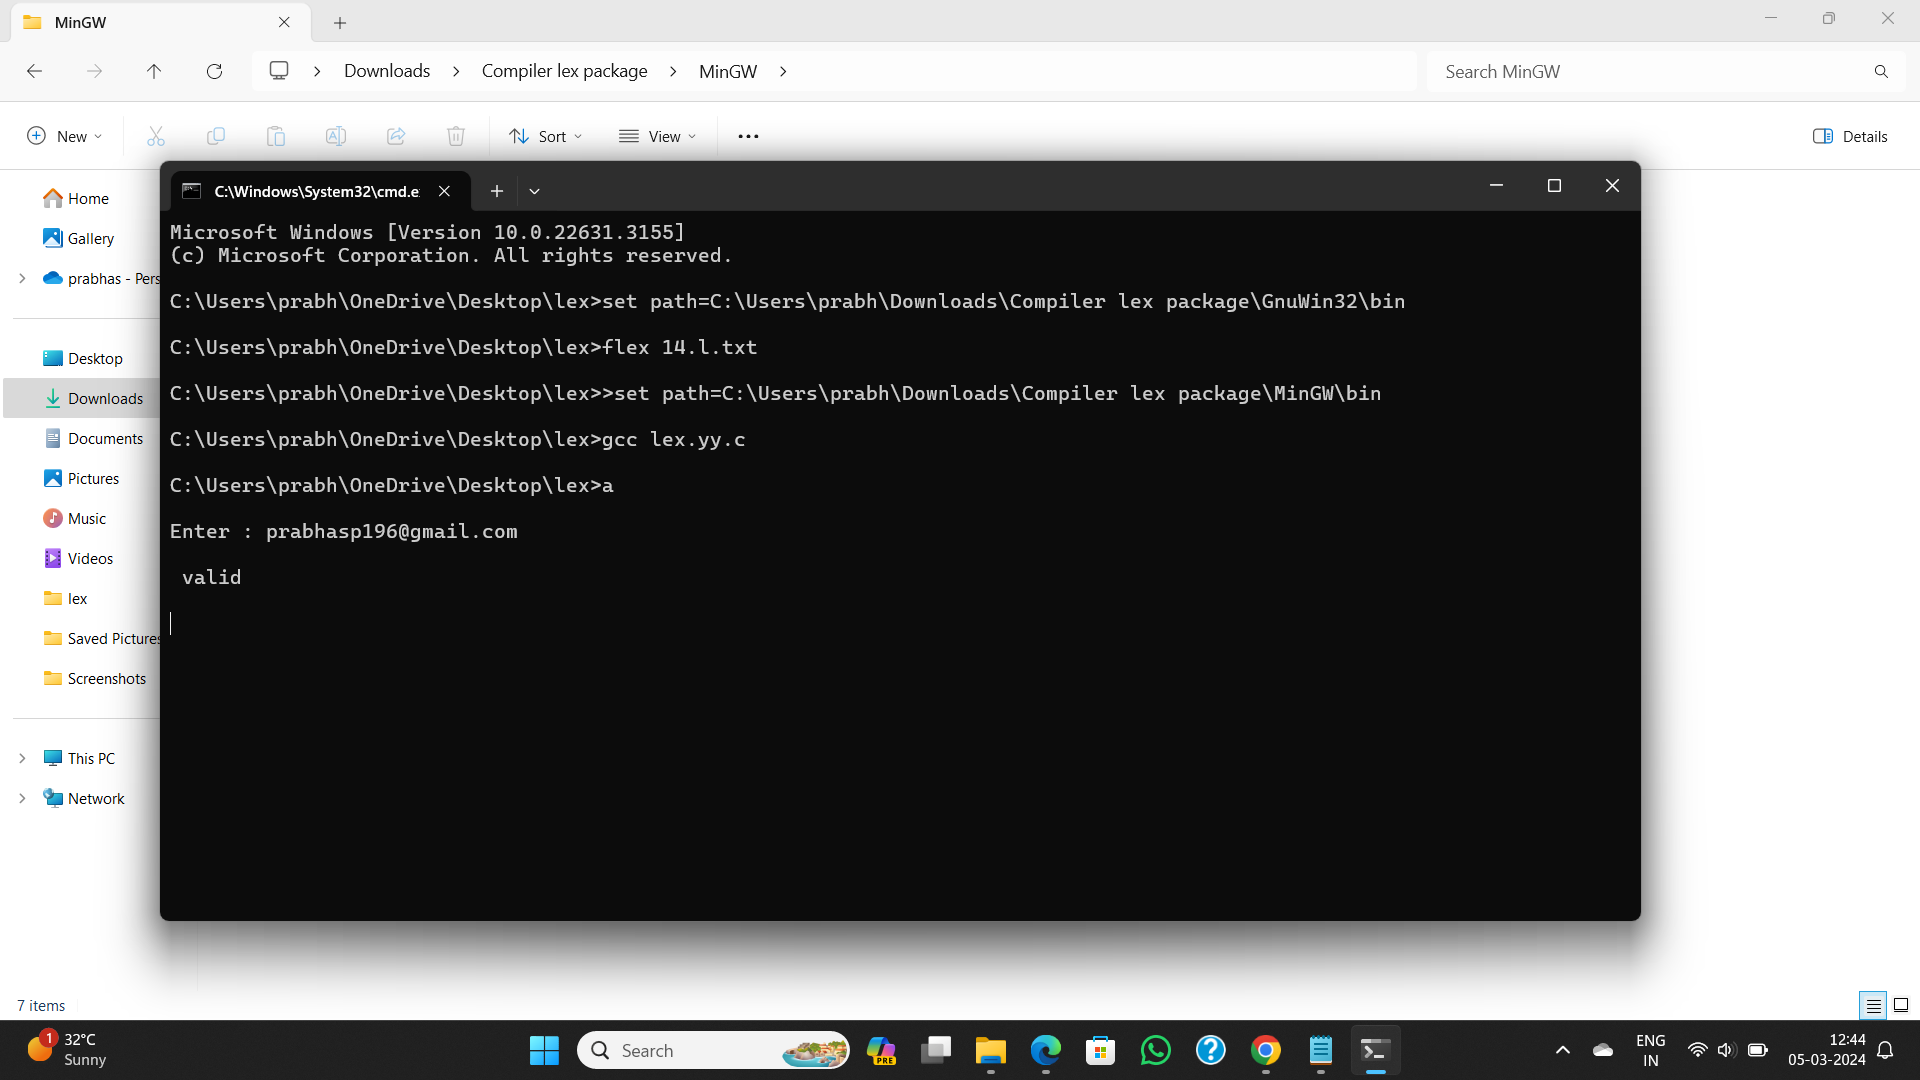 MinGW
Downloads
Compiler lex package
MinGW
Search MinGW
New
Sort
View
Details
Home
Gallery
prabhas - Pers
Desktop
Downloads
Documents
Pictures
Music
Videos
lex
Saved Pictures
Screenshots
This PC
Network
C:\Windows\System32\cmd.e
Microsoft Windows [Version 10.0.22631.3155]
(c) Microsoft Corporation. All rights reserved.
C:\Users\prabh\OneDrive\Desktop\lex>set path=C:\Users\prabh\Downloads\Compiler lex package\GnuWin32\bin
C:\Users\prabh\OneDrive\Desktop\lex>flex 14.l.txt
C:\Users\prabh\OneDrive\Desktop\lex>>set path=C:\Users\prabh\Downloads\Compiler lex package\MinGW\bin
C:\Users\prabh\OneDrive\Desktop\lex>gcc lex.yy.c
C:\Users\prabh\OneDrive\Desktop\lex>a
Enter : prabhasp196@gmail.com
valid
7 items
1
32°C
Sunny
Search
PRE
ENG
IN
12:44
05-03-2024